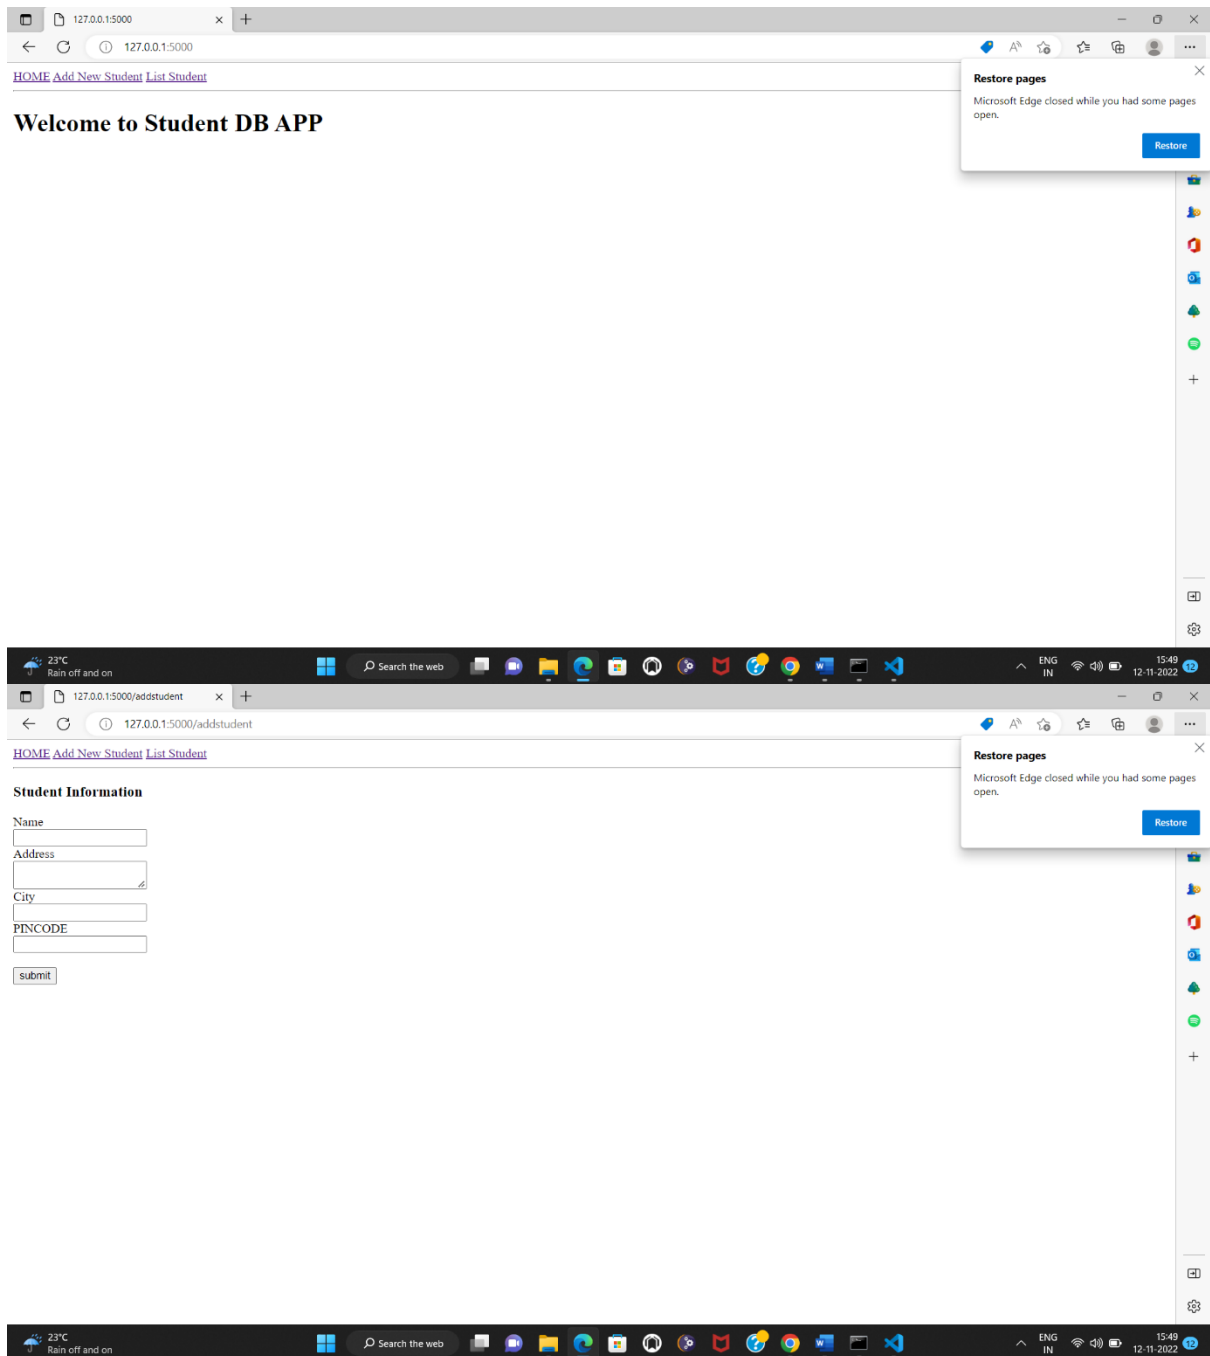 127.0.0.1:5000
127.0.0.1:5000
HOME Add New Student List Student
Restore pages
Microsoft Edge closed while you had some pages
open.
Restore
Welcome to Student DB APP
23°C
Rain off and on
Search the web
ENG
IN
15:49
12-11-2022
12
127.0.0.1:5000/addstudent
127.0.0.1:5000/addstudent
HOME Add New Student List Student
Restore pages
Microsoft Edge closed while you had some pages
open.
Restore
Student Information
Name
Address
City
PINCODE
submit
23°C
Rain off and on
Search the web
ENG
IN
15:49
12-11-2022
12